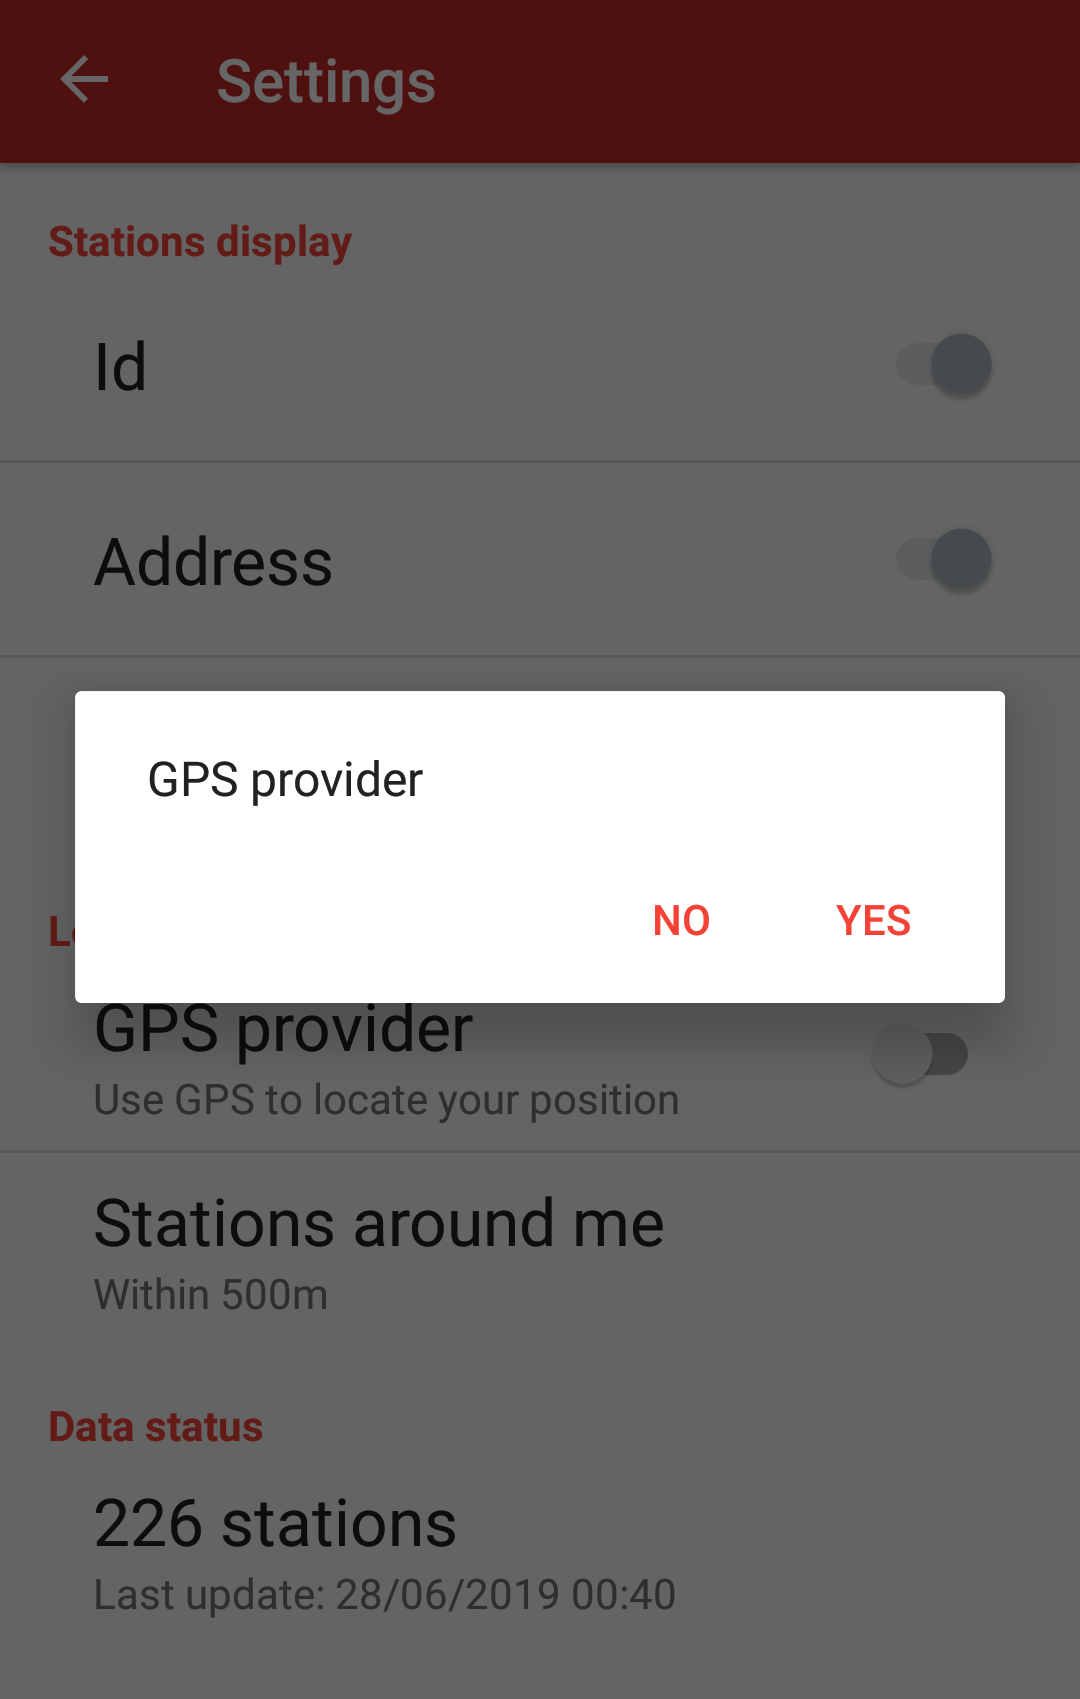 Settings
Stations display
Id
Address
GPS provider
NO YES
GPS provider
Use GPS to locate your position
Stations around me
Within 500m
Data status
226 stations
Last update: 28/06/2019 00:40